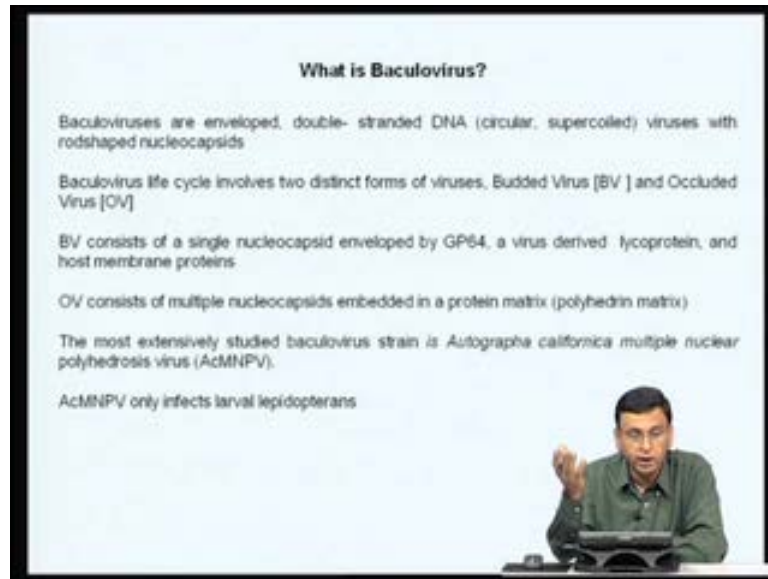 What is Baculovirus?
Baculoviruses are enveloped, double- stranded DNA (circular, supercoiled) viruses with
rodshaped nucleocapsids
Baculovirus life cycle involves two distinct forms of viruses, Budded Virus [BV ] and Occluded
Virus [OV]
BV consists of a single nucleocapsid enveloped by GP64, a virus derived lycoprotein, and
host membrane proteins
OV consists of multiple nucleocapsids embedded in a protein matrix (polyhedrin matrix)
The most extensively studied baculovirus strain is Autographa californica multiple nuclear
polyhedrosis virus (AcMNPV).
AcMNPV only infects larval lepidopterans